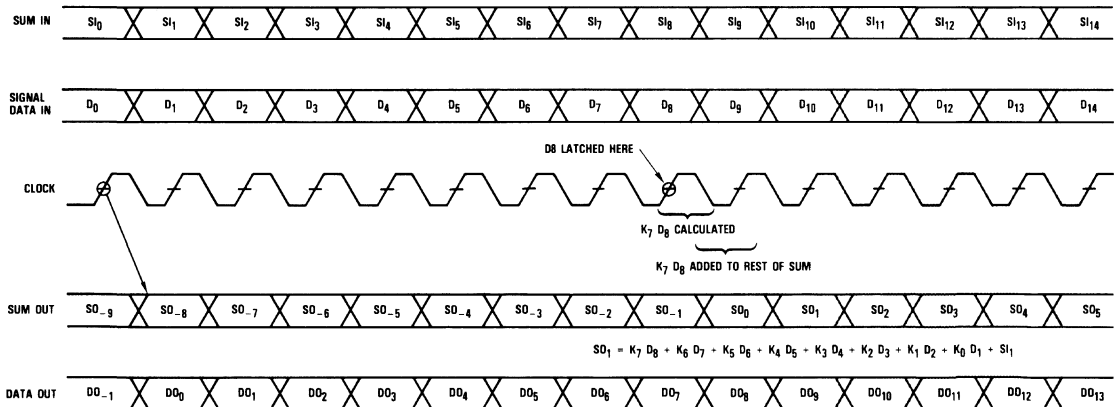 SUM IN SI0 SI1 SI2 SI3 SI4 SI5 SI6 SI7 SI8 SI9 SI10 SI11 SI12 SI13 SI14
SIGNAL
DATA IN D0 D1 D2 D3 D4 D5 D6 D7 D8 D9 D10 D11 D12 D13 D14
D8 LATCHED HERE
CLOCK
K7 D8 CALCULATED
K7 D8 ADDED TO REST OF SUM
SUM OUT SO-9 SO-8 SO-7 SO-6 SO-5 SO-4 SO-3 SO-2 SO-1 SO0 SO1 SO2 SO3 SO4 SO5
SO1 = K7 D8 + K6 D7 + K5 D6 + K4 D5 + K3 D4 + K2 D3 + K1 D2 + K0 D1 + SI1
DATA OUT DO-1 DO0 DO1 DO2 DO3 DO4 DO5 DO6 DO7 DO8 DO9 DO10 DO11 DO12 DO13